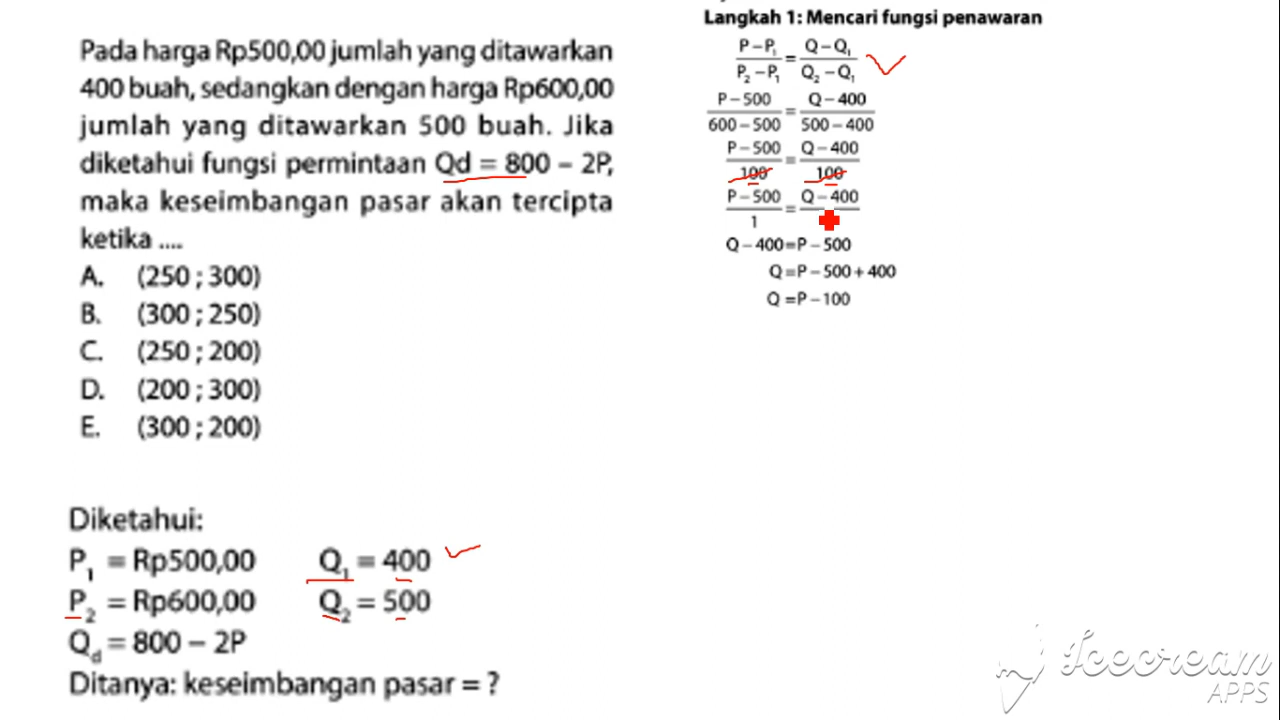 Pada harga Rp500,00 jumlah yang ditawarkan
400 buah, sedangkan dengan harga Rp600,00
jumlah yang ditawarkan 500 buah. Jika
diketahui fungsi permintaan Qd = 800 – 2P,
maka keseimbangan pasar akan tercipta
ketika ....
A. (250 ; 300)
B. (300 ; 250)
C. (250 ; 200)
D. (200 ; 300)
E. (300 ; 200)
Diketahui:
P₁ = Rp500,00 Q₁ = 400
P₂ = Rp600,00 Q₂ = 500
Q_d = 800 – 2P
Ditanya: keseimbangan pasar = ?
Langkah 1: Mencari fungsi penawaran
P – P₁ = Q – Q₁
P₂ – P₁ Q₂ – Q₁
P – 500 = Q – 400
600 – 500 500 – 400
P – 500 = Q – 400
100 100
P – 500 = Q – 400
1
Q – 400 = P – 500
Q = P – 500 + 400
Q = P – 100
Icecream
APPS